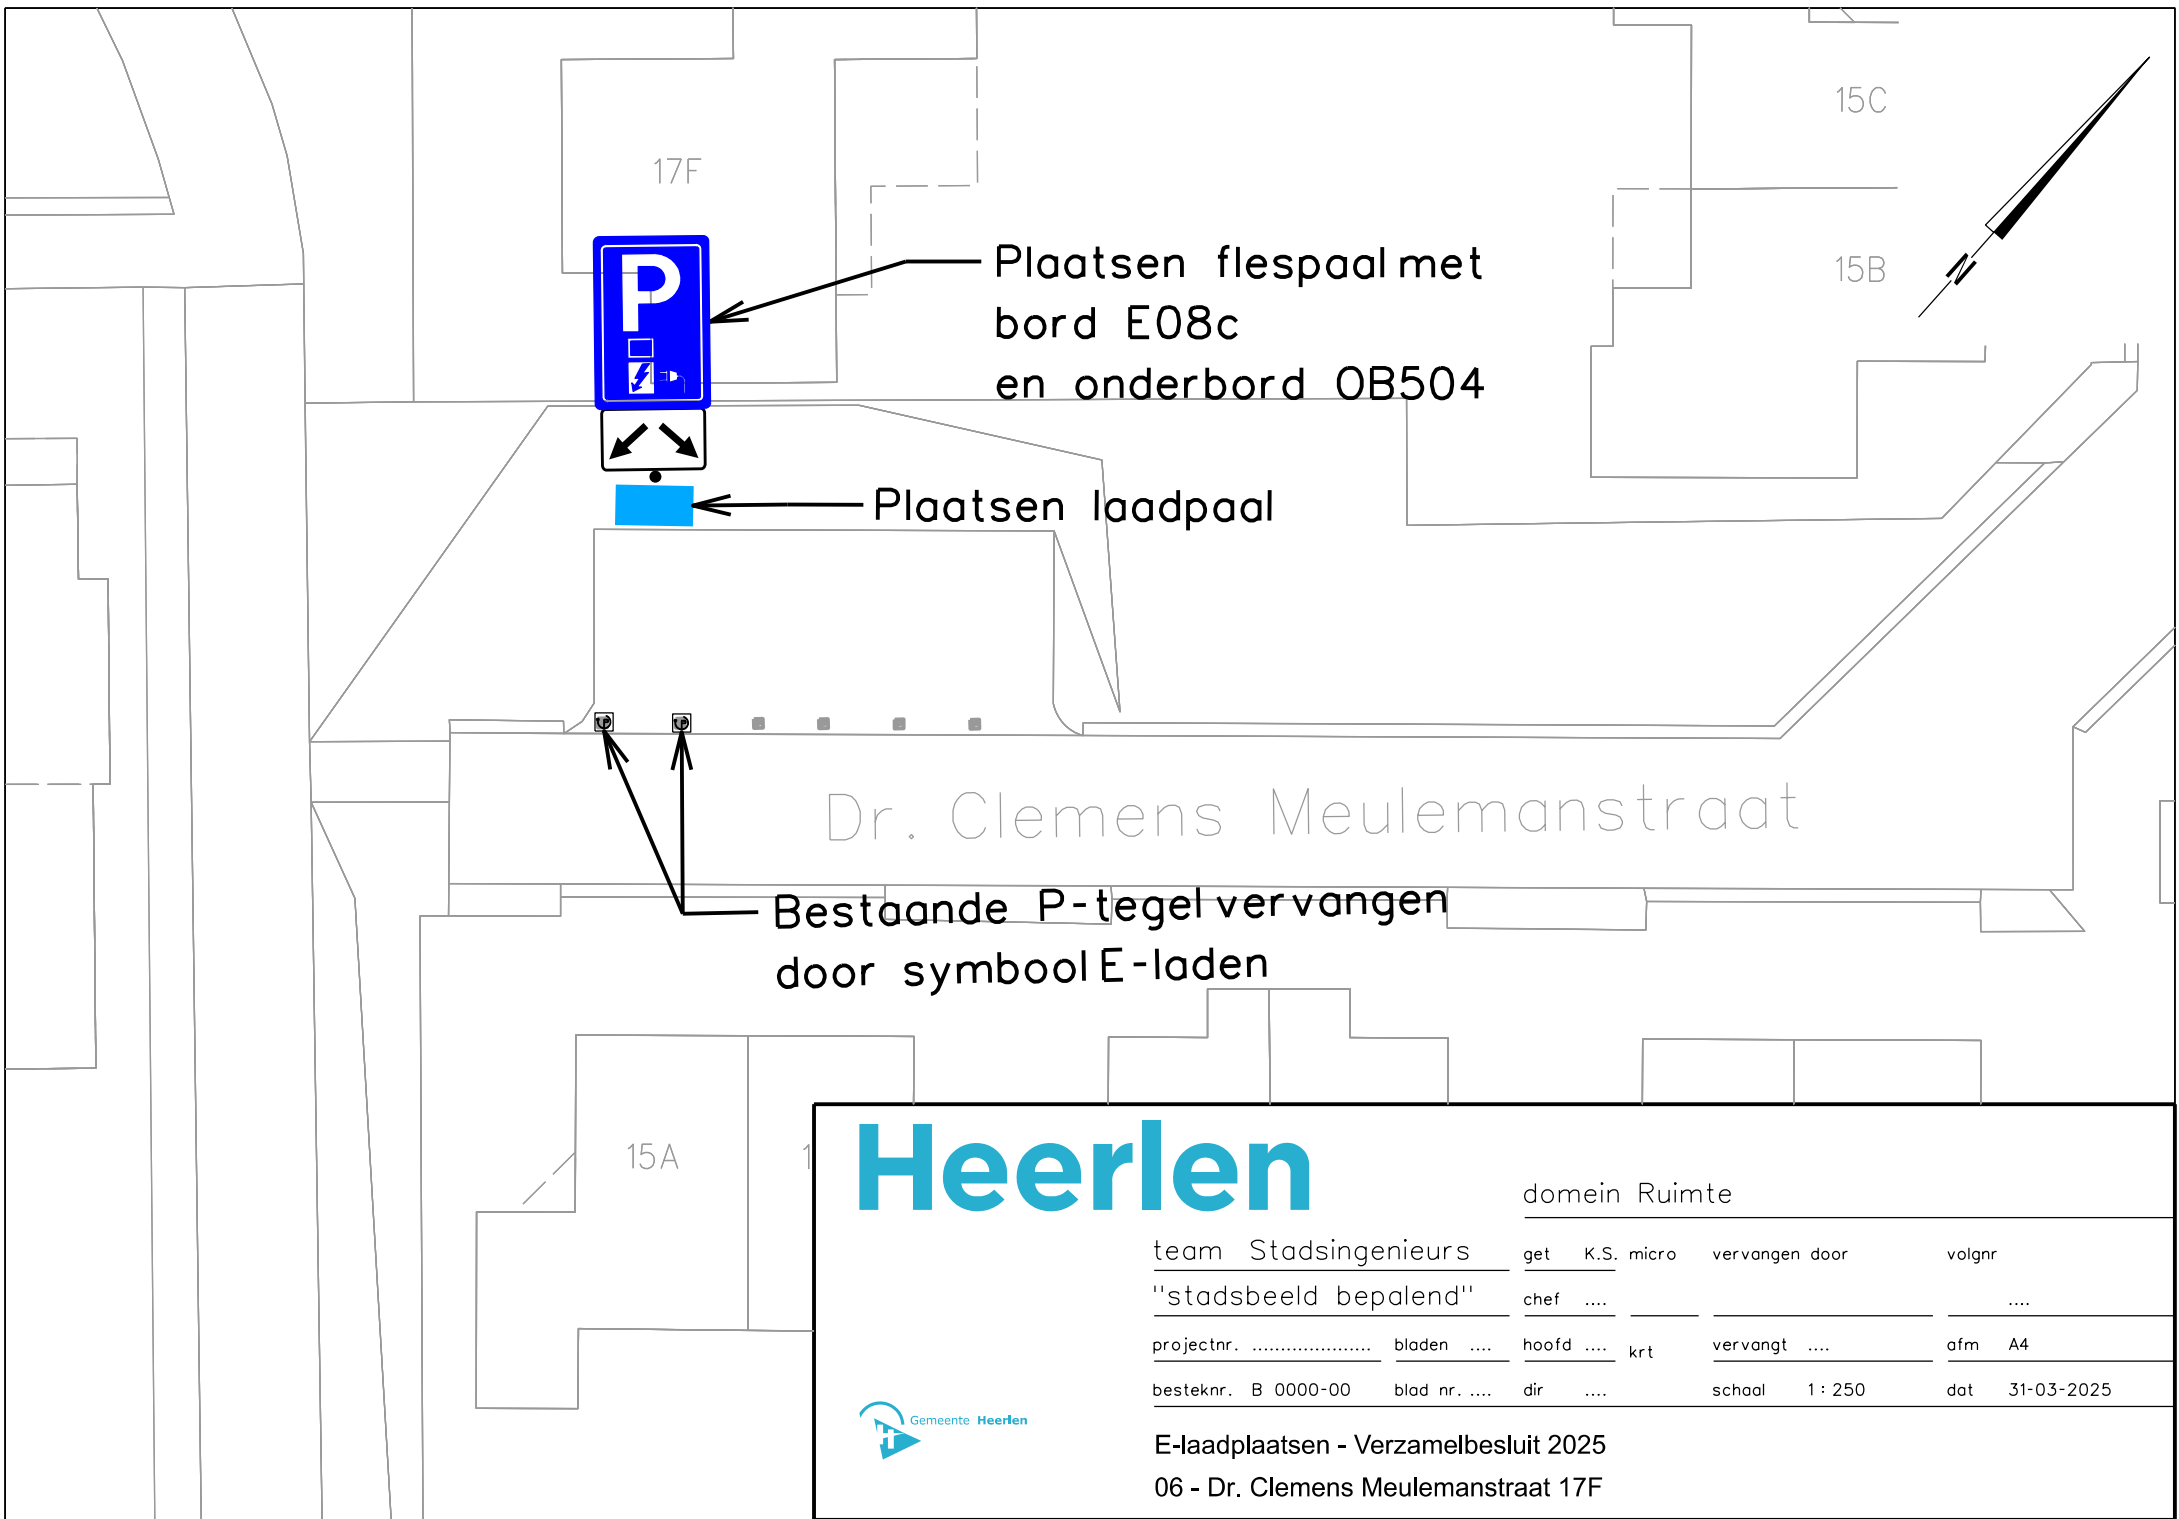 17F
15C
15B
N
P
Plaatsen flespaal met
bord E08c
en onderbord OB504
Plaatsen laadpaal
Dr. Clemens Meulemanstraat
Bestaande P-tegel vervangen
door symbool E-laden
15A
1
Heerlen
domein Ruimte
team Stadsingenieurs
get K.S. micro vervangen door volgnr
"stadsbeeld bepalend"
chef .... ....
projectnr. ..................... bladen .... hoofd .... krt vervangt .... afm A4
besteknr. B 0000-00 blad nr. .... dir .... schaal 1 : 250 dat 31-03-2025
Gemeente Heerlen
E-laadplaatsen - Verzamelbesluit 2025
06 - Dr. Clemens Meulemanstraat 17F